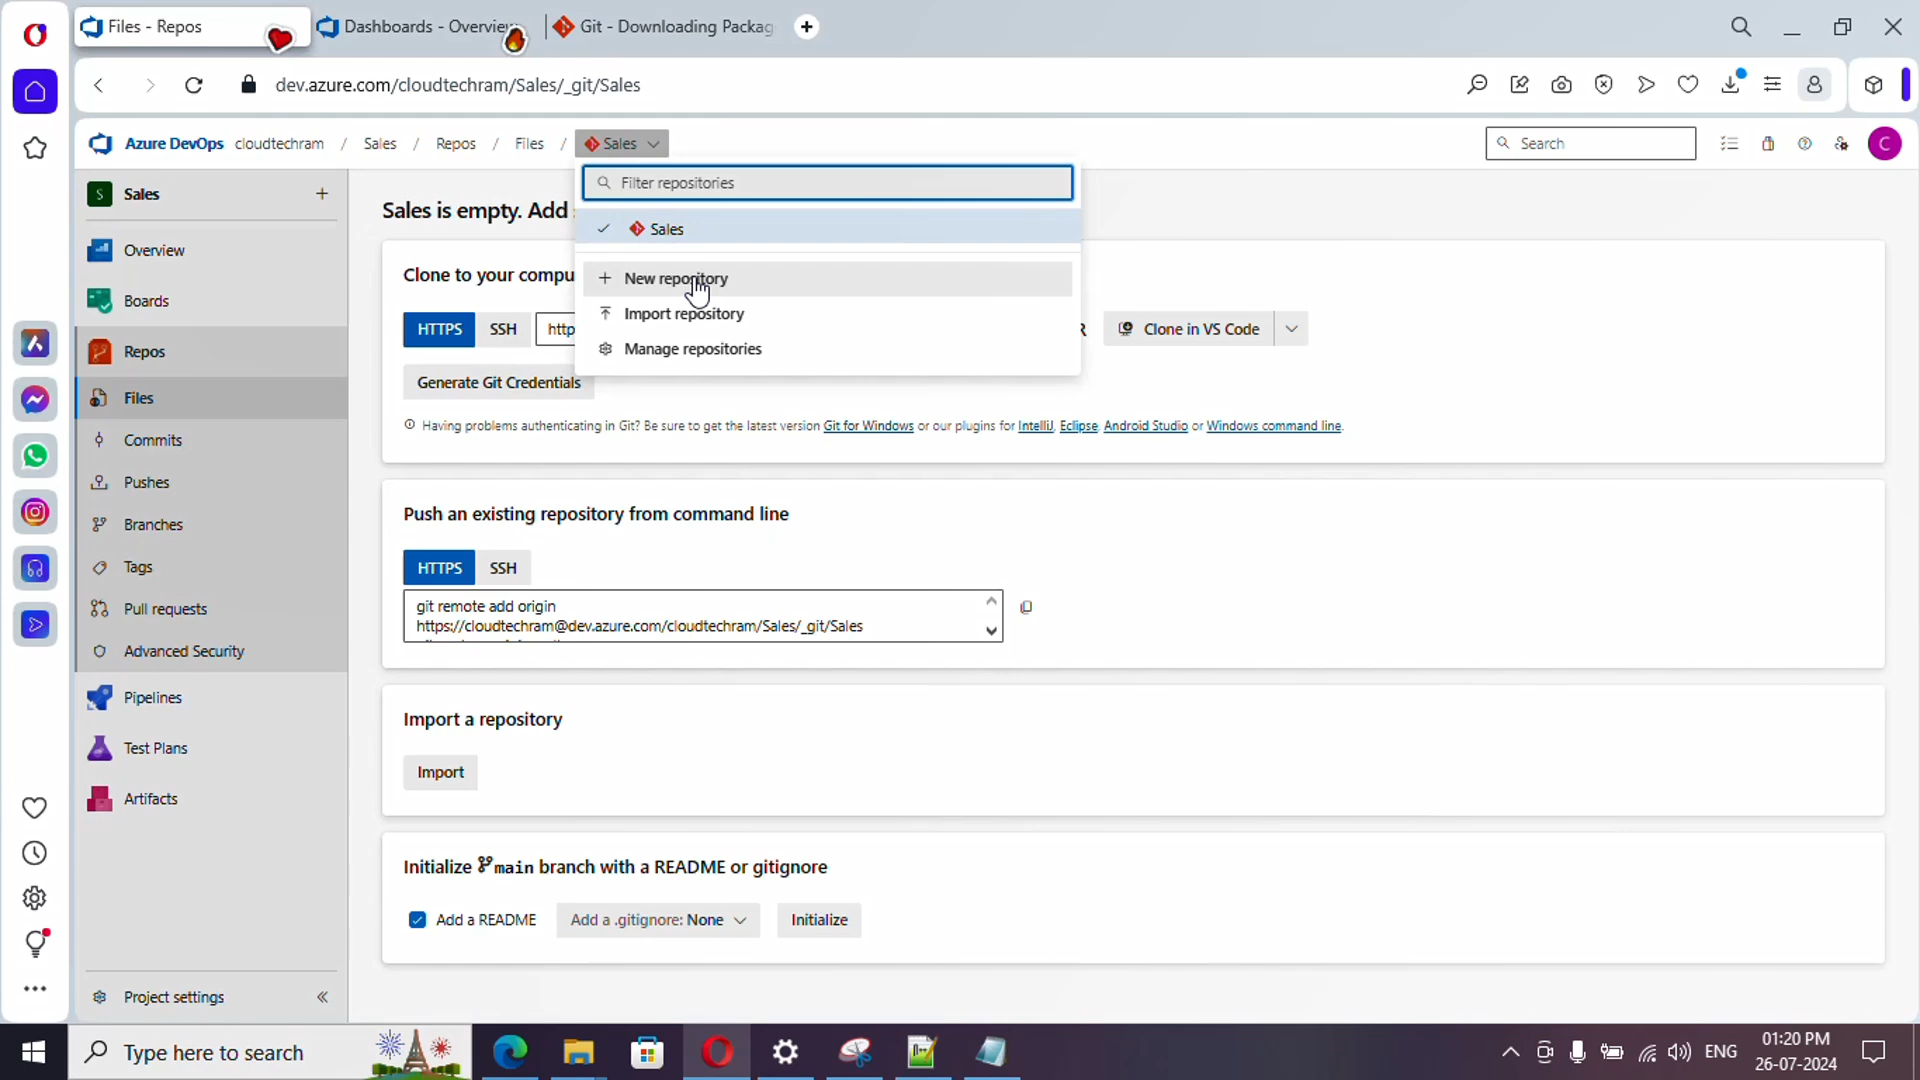 Files - Repos
Dashboards - Overview
Git - Downloading Packag
dev.azure.com/cloudtechram/Sales/_git/Sales
Azure DevOps cloudtechram / Sales / Repos / Files / Sales
Search
C
S Sales
Overview
Boards
Repos
Files
Commits
Pushes
Branches
Tags
Pull requests
Advanced Security
Pipelines
Test Plans
Artifacts
Project settings
Filter repositories
Sales
New repository
Import repository
Manage repositories
Sales is empty. Add
Clone to your compu
HTTPS SSH http R Clone in VS Code
Generate Git Credentials
Having problems authenticating in Git? Be sure to get the latest version Git for Windows or our plugins for IntelliJ, Eclipse, Android Studio or Windows command line.
Push an existing repository from command line
HTTPS SSH
git remote add origin
https://cloudtechram@dev.azure.com/cloudtechram/Sales/_git/Sales
Import a repository
Import
Initialize main branch with a README or gitignore
Add a README Add a .gitignore: None Initialize
Type here to search
ENG
01:20 PM
26-07-2024